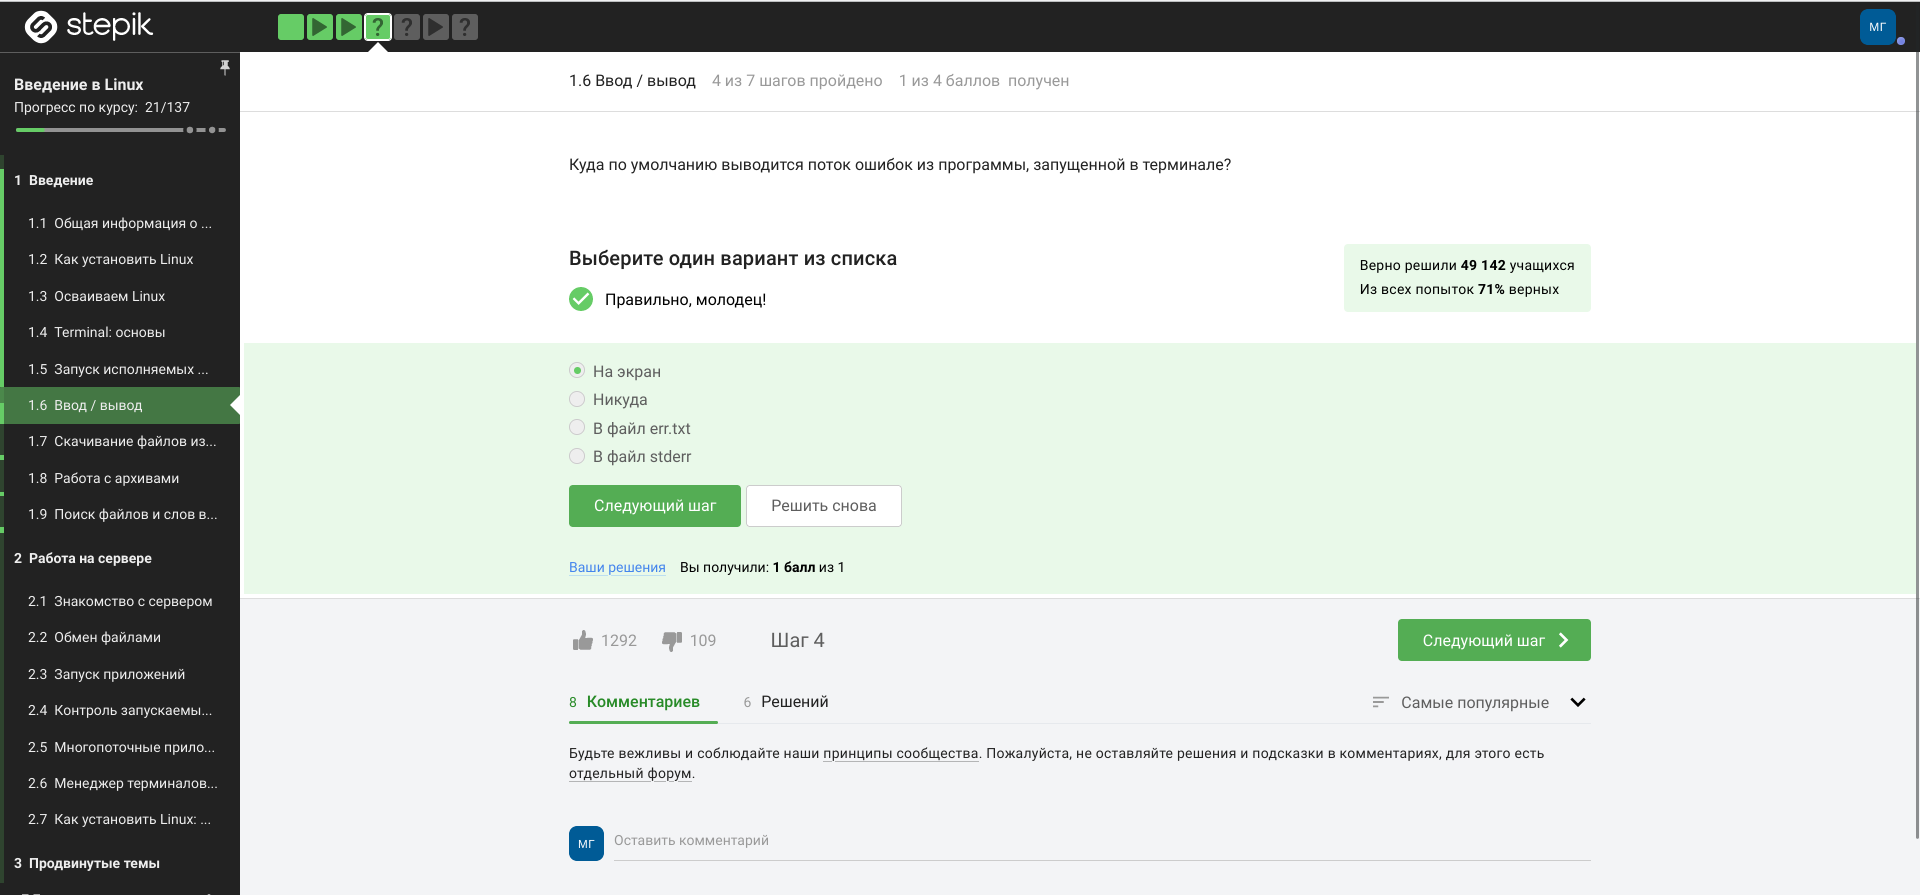 stepik
?
?
?
МГ
Введение в Linux
Прогресс по курсу: 21/137
1 Введение
1.1 Общая информация о ...
1.2 Как установить Linux
1.3 Осваиваем Linux
1.4 Terminal: основы
1.5 Запуск исполняемых ...
1.6 Ввод / вывод
1.7 Скачивание файлов из...
1.8 Работа с архивами
1.9 Поиск файлов и слов в...
2 Работа на сервере
2.1 Знакомство с сервером
2.2 Обмен файлами
2.3 Запуск приложений
2.4 Контроль запускаемы...
2.5 Многопоточные прило...
2.6 Менеджер терминалов...
2.7 Как установить Linux: ...
3 Продвинутые темы
1.6 Ввод / вывод 4 из 7 шагов пройдено 1 из 4 баллов получен
Куда по умолчанию выводится поток ошибок из программы, запущенной в терминале?
Выберите один вариант из списка
Правильно, молодец!
Верно решили 49 142 учащихся
Из всех попыток 71% верных
На экран
Никуда
В файл err.txt
В файл stderr
Следующий шаг Решить снова
Ваши решения Вы получили: 1 балл из 1
1292 109 Шаг 4 Следующий шаг
8 Комментариев 6 Решений Самые популярные
Будьте вежливы и соблюдайте наши принципы сообщества. Пожалуйста, не оставляйте решения и подсказки в комментариях, для этого есть
отдельный форум.
МГ Оставить комментарий